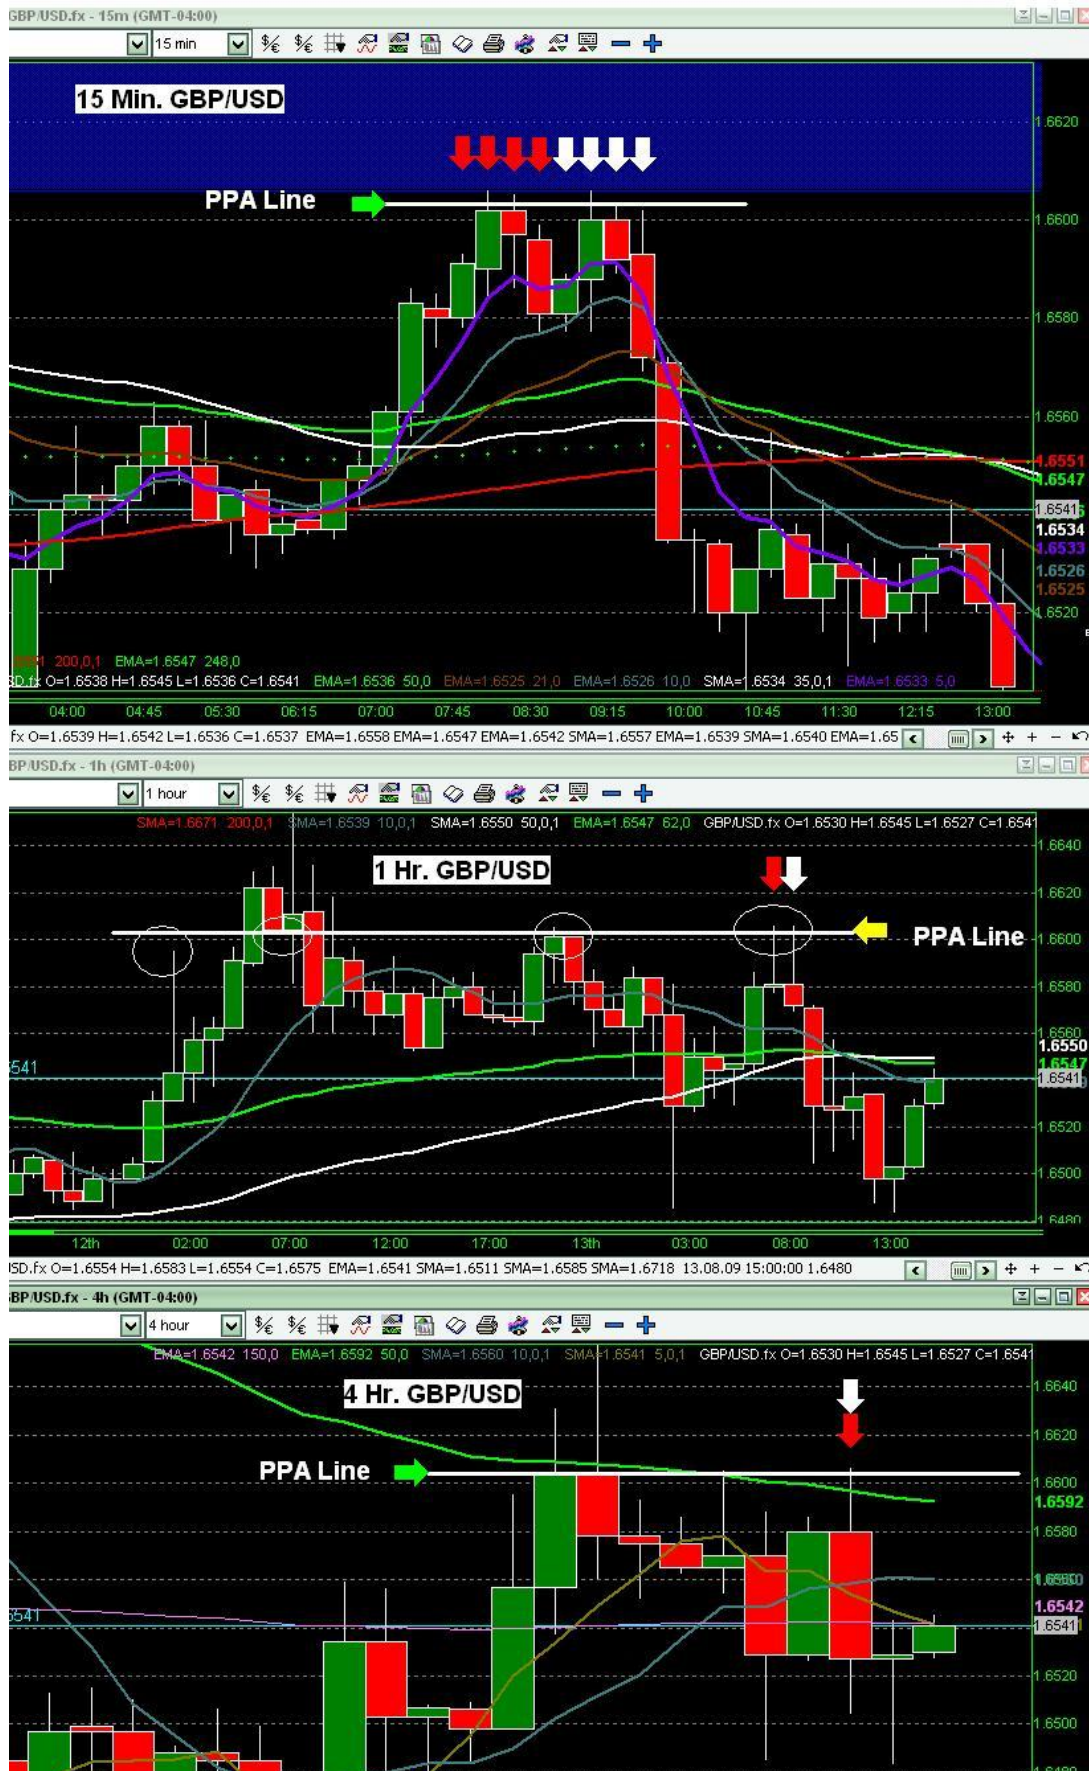 GBP/USD.fx - 15m (GMT-04:00)
15 min
15 Min. GBP/USD
1.6620
PPA Line
1.6600
1.6580
1.6560
1.6551
1.6547
1.6541
1.6534
1.6533
1.6526
1.6525
1.6520
200,0,1 EMA=1.6547 248,0
SD.fx O=1.6538 H=1.6545 L=1.6536 C=1.6541 EMA=1.6536 50,0 EMA=1.6525 21,0 EMA=1.6526 10,0 SMA=1.6534 35,0,1 EMA=1.6533 5,0
04:00 04:45 05:30 06:15 07:00 07:45 08:30 09:15 10:00 10:45 11:30 12:15 13:00
fx O=1.6539 H=1.6542 L=1.6536 C=1.6537 EMA=1.6558 EMA=1.6547 EMA=1.6542 SMA=1.6557 EMA=1.6539 SMA=1.6540 EMA=1.65
BP/USD.fx - 1h (GMT-04:00)
1 hour
SMA=1.6671 200,0,1 SMA=1.6539 10,0,1 SMA=1.6550 50,0,1 EMA=1.6547 62,0 GBP/USD.fx O=1.6530 H=1.6545 L=1.6527 C=1.6541
1.6640
1 Hr. GBP/USD
1.6620
PPA Line
1.6600
1.6580
1.6560
1.6550
1.6547
541
1.6541
1.6520
1.6500
1.6480
12th 02:00 07:00 12:00 17:00 13th 03:00 08:00 13:00
JSD.fx O=1.6554 H=1.6583 L=1.6554 C=1.6575 EMA=1.6541 SMA=1.6511 SMA=1.6585 SMA=1.6718 13.08.09 15:00:00 1.6480
BP/USD.fx - 4h (GMT-04:00)
4 hour
EMA=1.6542 150,0 EMA=1.6592 50,0 SMA=1.6560 10,0,1 SMA=1.6541 5,0,1 GBP/USD.fx O=1.6530 H=1.6545 L=1.6527 C=1.6541
1.6640
4 Hr. GBP/USD
1.6620
PPA Line
1.6600
1.6592
1.6580
1.6560
1.6542
541
1.6541
1.6520
1.6500